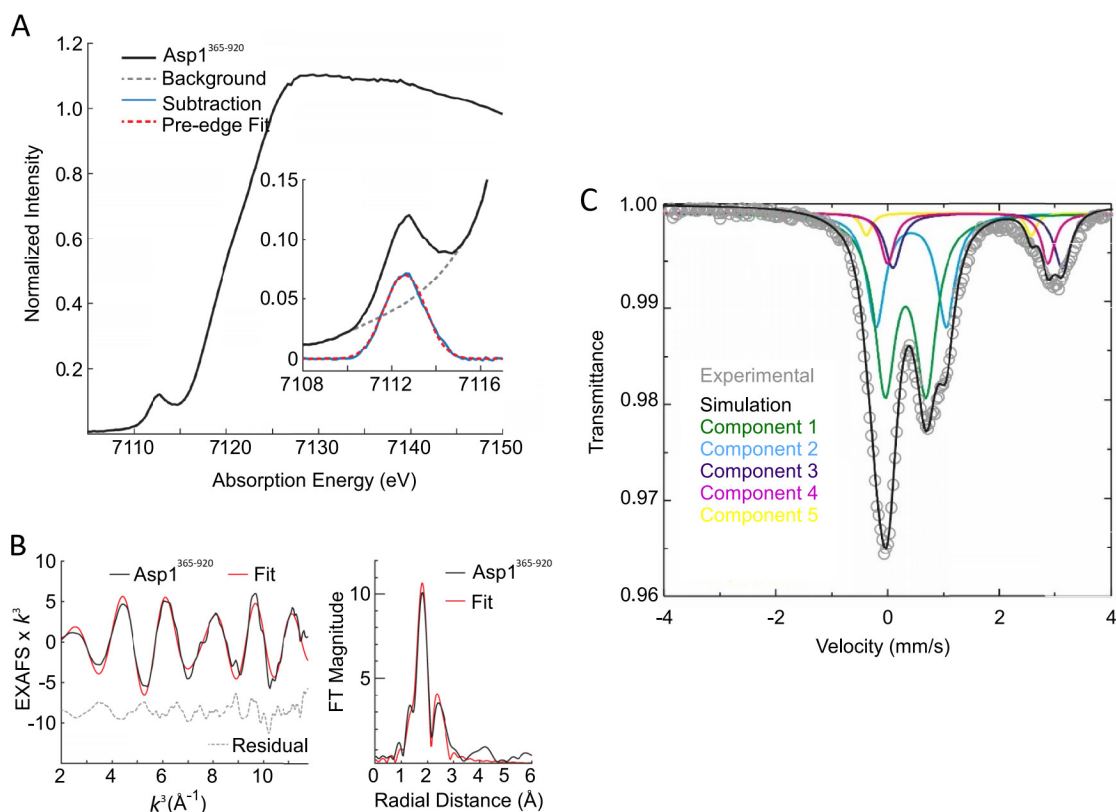 A
Asp1365-920
Background
Subtraction
Pre-edge Fit
Normalized Intensity
1.2
1.0
0.8
0.6
0.4
0.2
0.15
0.10
0.05
0
7108
7112
7116
7110
7120
7130
7140
7150
Absorption Energy (eV)
B
Asp1365-920
Fit
EXAFS x k3
10
5
0
-5
-10
Residual
2
4
6
8
10
k3(Å-1)
Asp1365-920
Fit
FT Magnitude
10
5
0
1
2
3
4
5
6
Radial Distance (Å)
C
Transmittance
1.00
0.99
0.98
0.97
0.96
Experimental
Simulation
Component 1
Component 2
Component 3
Component 4
Component 5
-4
-2
0
2
4
Velocity (mm/s)